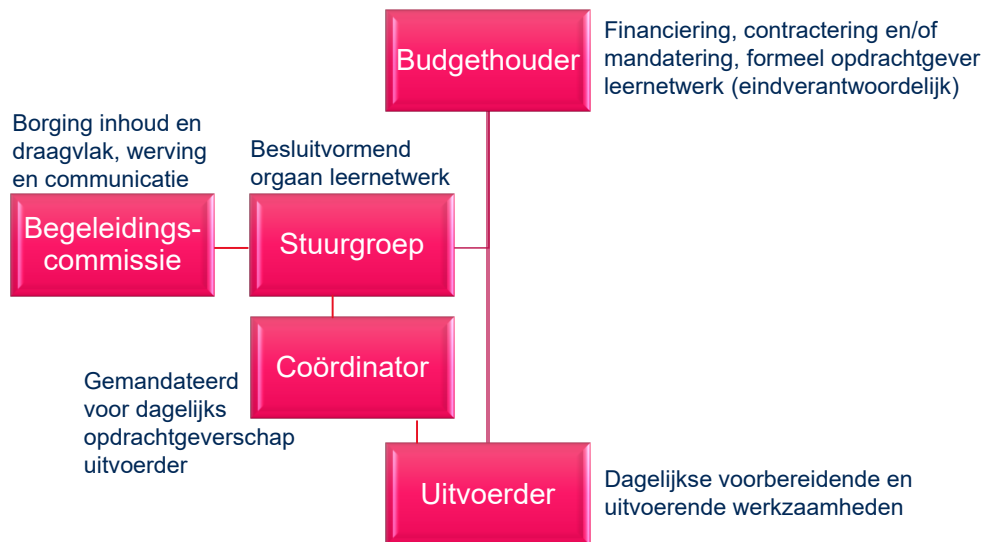 Budgethouder
Financiering, contractering en/of
mandatering, formeel opdrachtgever
leernetwerk (eindverantwoordelijk)
Borging inhoud en
draagvlak, werving
en communicatie
Besluitvormend
orgaan leernetwerk
Begeleidings-
commissie
Stuurgroep
Coördinator
Gemandateerd
voor dagelijks
opdrachtgeverschap
uitvoerder
Uitvoerder
Dagelijkse voorbereidende en
uitvoerende werkzaamheden